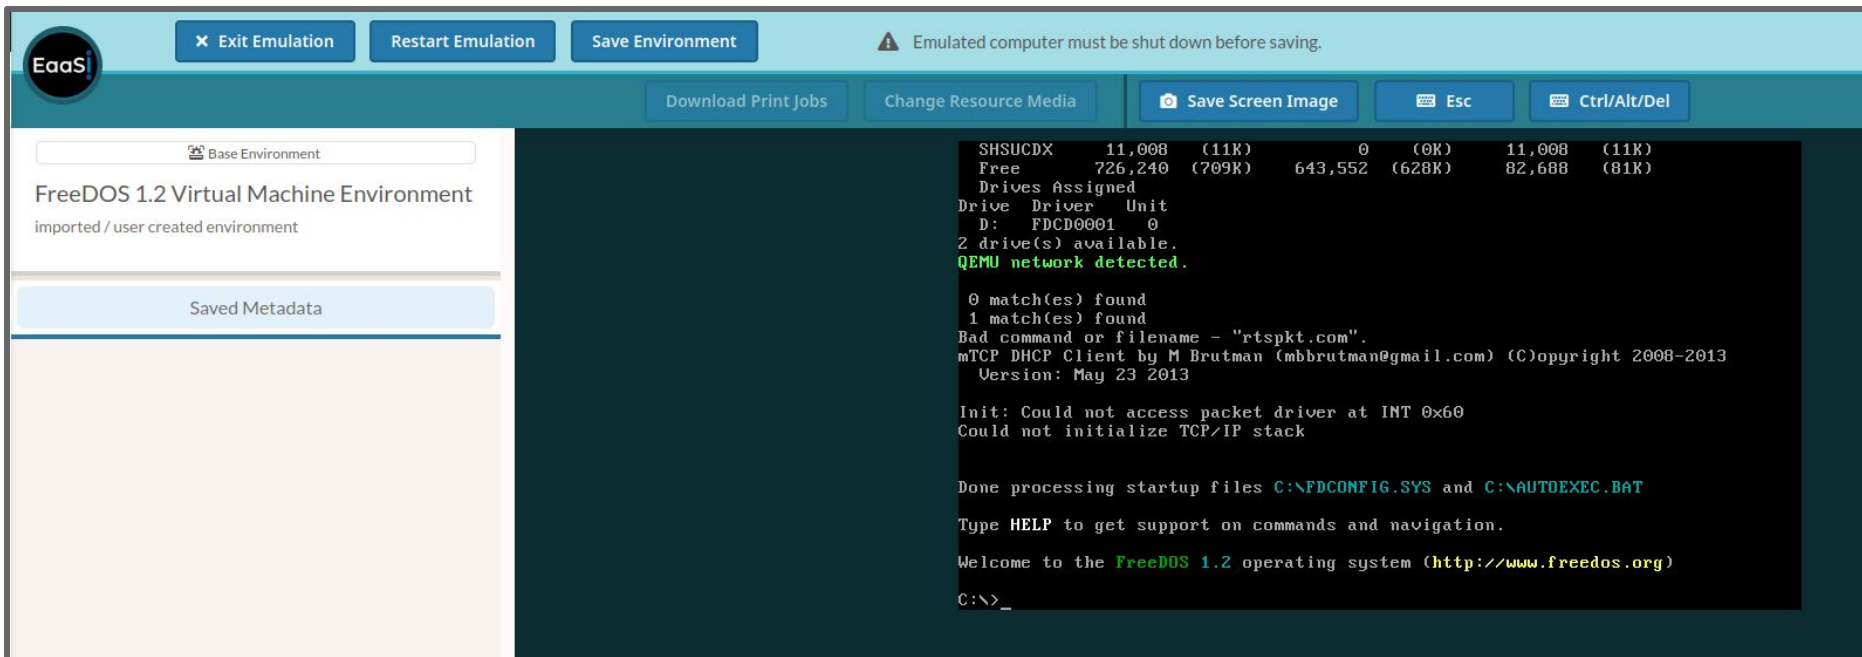 EaaSi
× Exit Emulation
Restart Emulation
Save Environment
Emulated computer must be shut down before saving.
Download Print Jobs
Change Resource Media
Save Screen Image
Esc
Ctrl/Alt/Del
Base Environment
FreeDOS 1.2 Virtual Machine Environment
imported / user created environment
Saved Metadata
SHSUCDX 11,008 (11K) 0 (0K) 11,008 (11K)
Free 726,240 (709K) 643,552 (628K) 82,688 (81K)
Drives Assigned
Drive Driver Unit
D: FDCD0001 0
2 drive(s) available.
QEMU network detected.
0 match(es) found
1 match(es) found
Bad command or filename - "rtspkt.com".
mTCP DHCP Client by M Brutman (mbbrutman@gmail.com) (C)opyright 2008-2013
Version: May 23 2013
Init: Could not access packet driver at INT 0x60
Could not initialize TCP/IP stack
Done processing startup files C:\FDCONFIG.SYS and C:\AUTOEXEC.BAT
Type HELP to get support on commands and navigation.
Welcome to the FreeDOS 1.2 operating system (http://www.freedos.org)
C:\>_